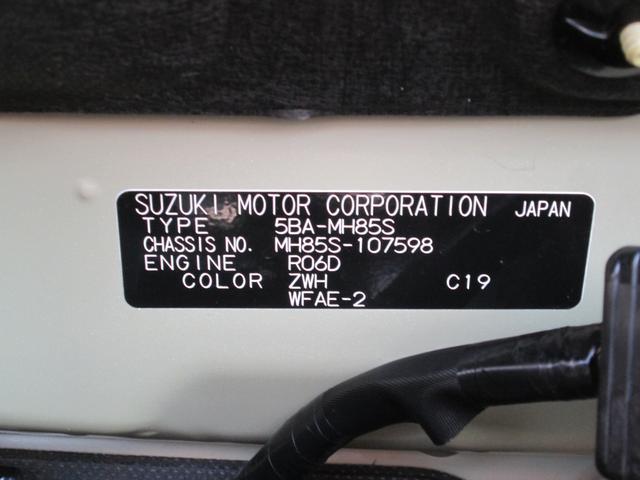 SUZUKI MOTOR CORPORATION JAPAN
TYPE 5BA-MH85S
CHASSIS NO. MH85S-107598
ENGINE R06D
COLOR ZWH C19
WFAE-2